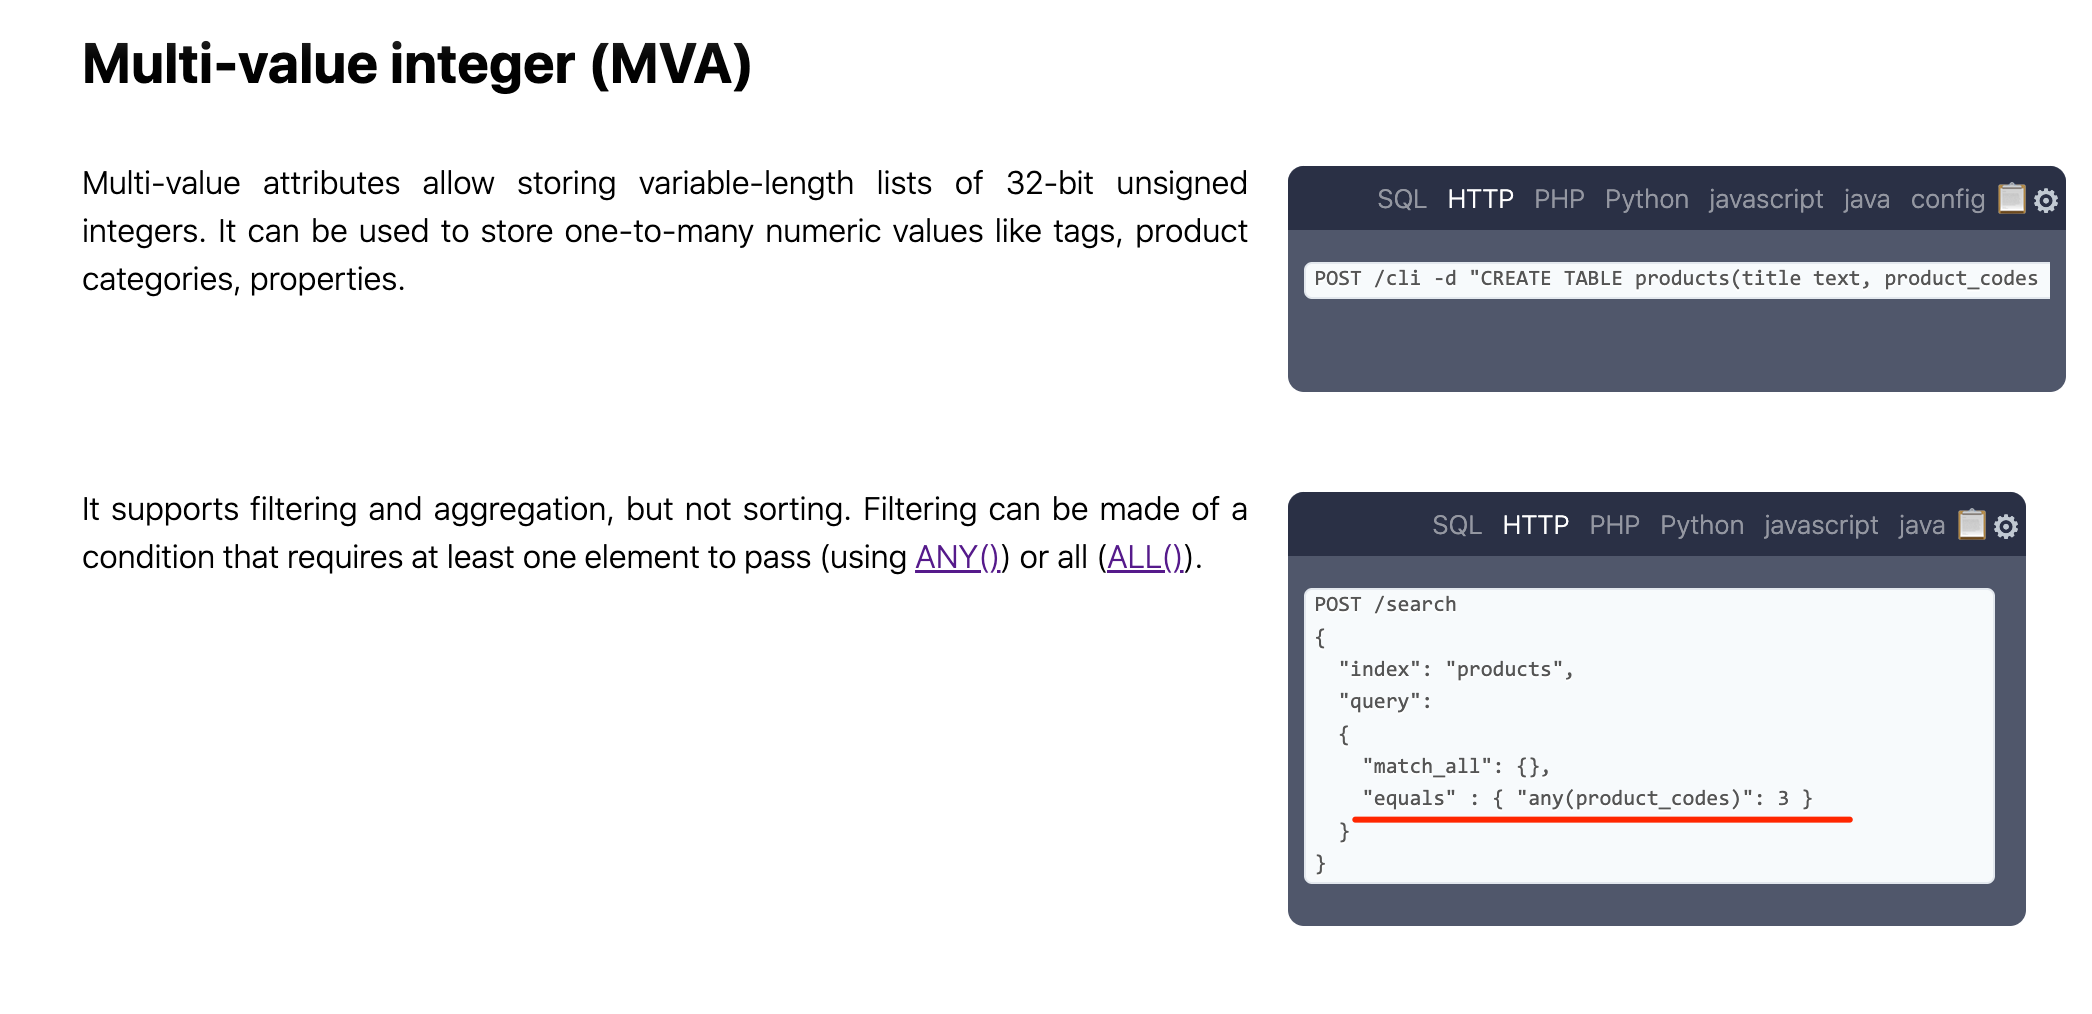 Multi-value integer (MVA)
Multi-value attributes allow storing variable-length lists of 32-bit unsigned
integers. It can be used to store one-to-many numeric values like tags, product
categories, properties.
SQL HTTP PHP Python javascript java config
POST /cli -d "CREATE TABLE products(title text, product_codes
It supports filtering and aggregation, but not sorting. Filtering can be made of a
condition that requires at least one element to pass (using ANY()) or all (ALL()).
SQL HTTP PHP Python javascript java
POST /search
{
  "index": "products",
  "query":
  {
    "match_all": {},
    "equals" : { "any(product_codes)": 3 }
  }
}